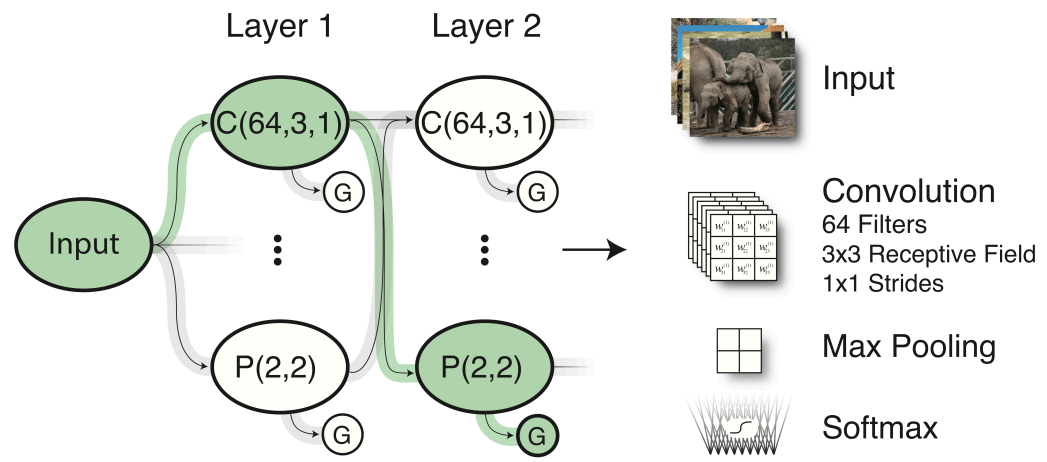 Layer 1
Layer 2
Input
C(64,3,1)
C(64,3,1)
G
G
Input
Convolution
64 Filters
3x3 Receptive Field
1x1 Strides
P(2,2)
P(2,2)
Max Pooling
G
G
Softmax